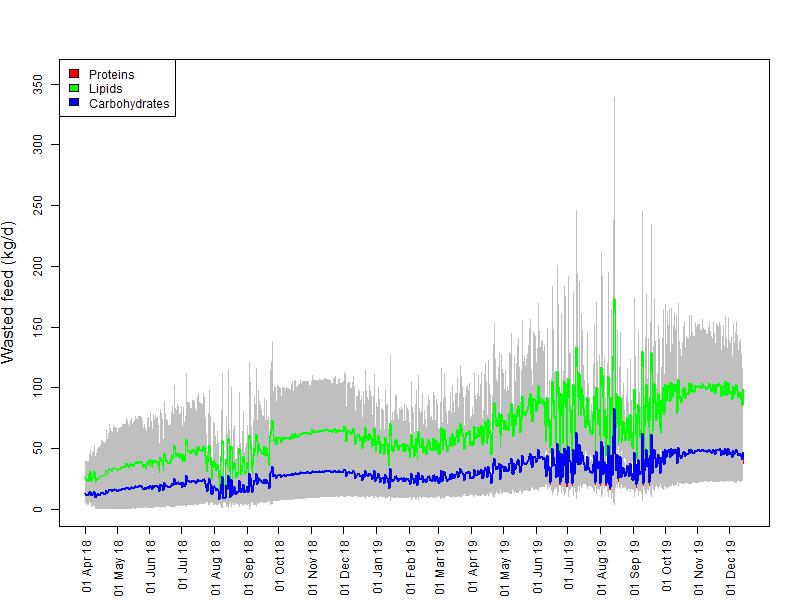 Proteins
Lipids
Carbohydrates
Wasted feed (kg/d)
350
300
250
200
150
100
50
0
01 Apr 18
01 May 18
01 Jun 18
01 Jul 18
01 Aug 18
01 Sep 18
01 Oct 18
01 Nov 18
01 Dec 18
01 Jan 19
01 Feb 19
01 Mar 19
01 Apr 19
01 May 19
01 Jun 19
01 Jul 19
01 Aug 19
01 Sep 19
01 Oct 19
01 Nov 19
01 Dec 19